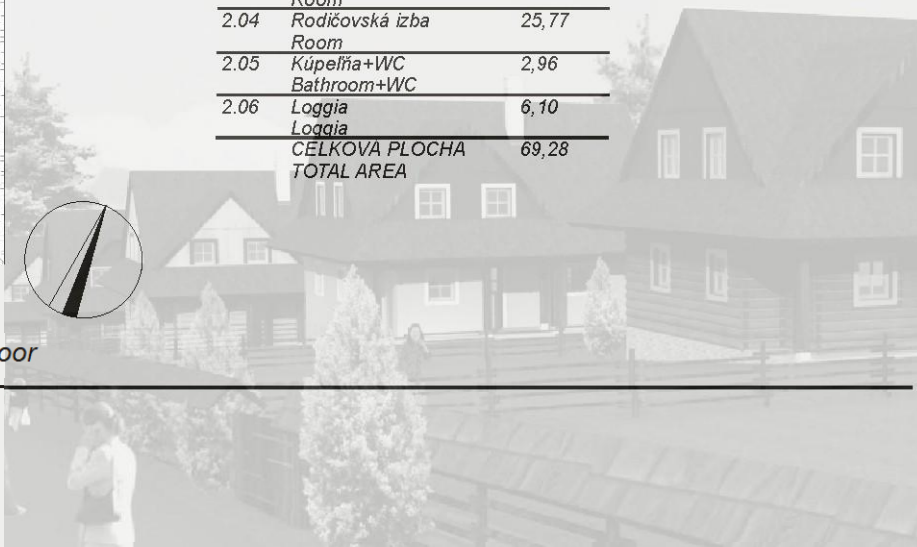 Room
2.04 Rodičovská izba 25,77
Room
2.05 Kúpeľňa+WC 2,96
Bathroom+WC
2.06 Loggia 6,10
Loggia
CELKOVÁ PLOCHA 69,28
TOTAL AREA
oor